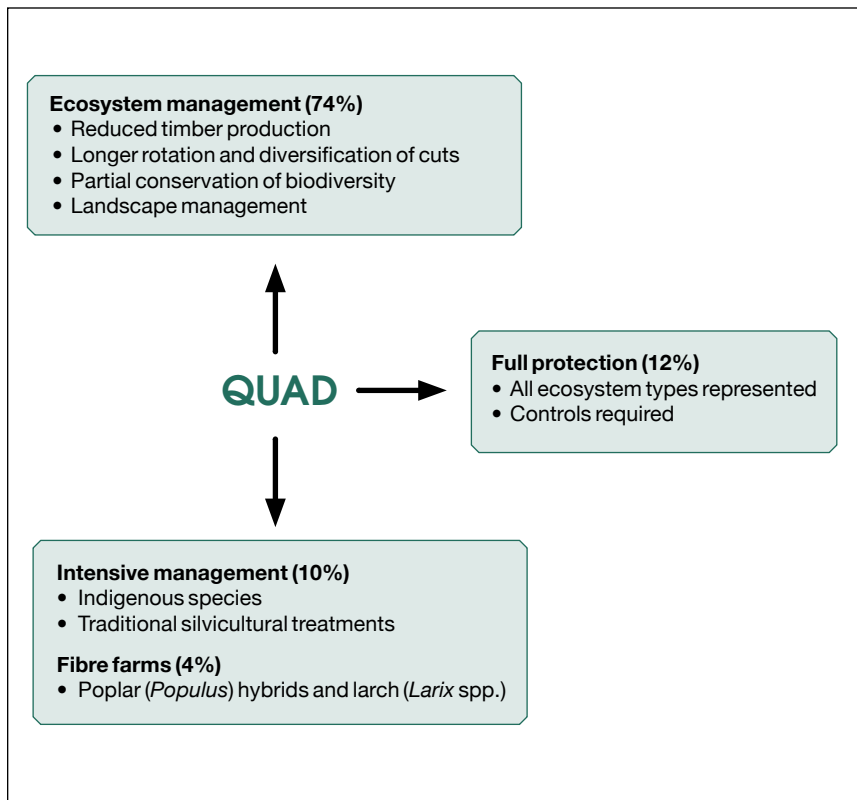 Ecosystem management (74%)
• Reduced timber production
• Longer rotation and diversification of cuts
• Partial conservation of biodiversity
• Landscape management
QUAD
Full protection (12%)
• All ecosystem types represented
• Controls required
Intensive management (10%)
• Indigenous species
• Traditional silvicultural treatments
Fibre farms (4%)
• Poplar (Populus) hybrids and larch (Larix spp.)